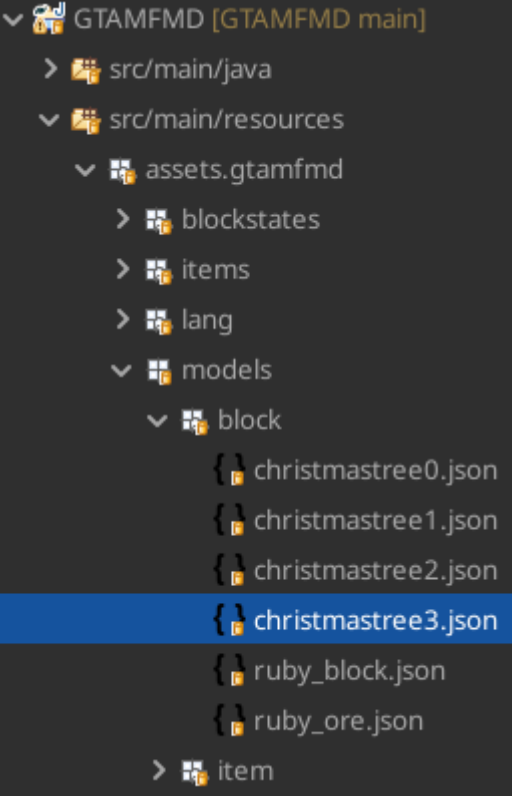 GTAMFMD [GTAMFMD main]
src/main/java
src/main/resources
assets.gtamfmd
blockstates
items
lang
models
block
christmastree0.json
christmastree1.json
christmastree2.json
christmastree3.json
ruby_block.json
ruby_ore.json
item